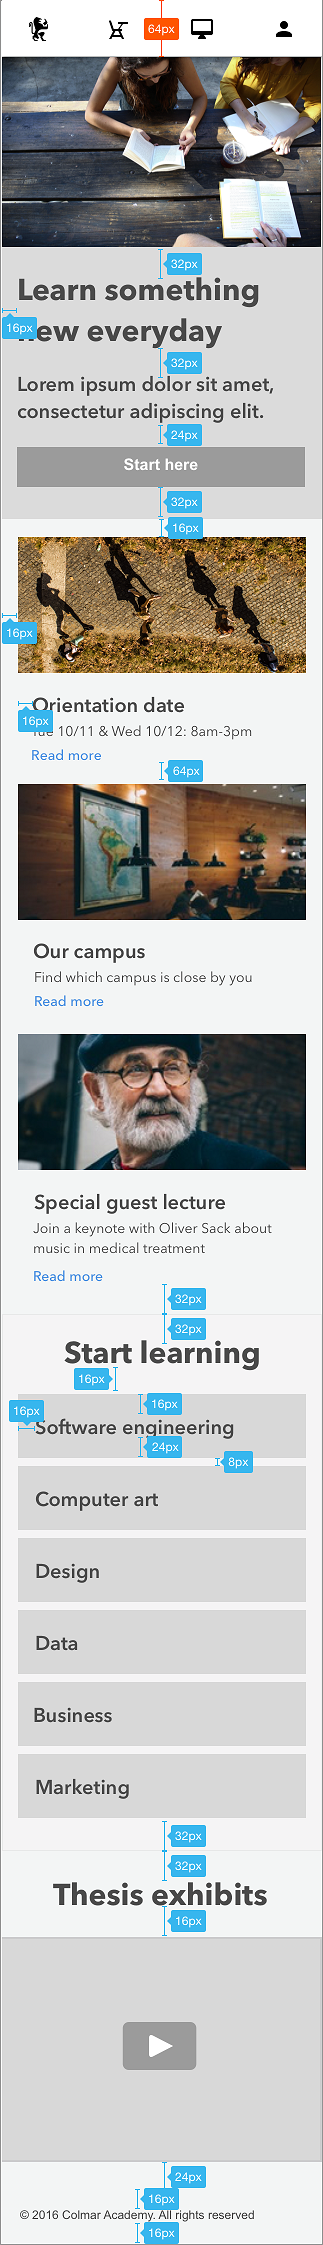 64px
32px
Learn something
16px
new everyday
32px
Lorem ipsum dolor sit amet,
consectetur adipiscing elit.
24px
Start here
32px
16px
16px
Orientation date
16px
Tue 10/11 & Wed 10/12: 8am-3pm
Read more
64px
Our campus
Find which campus is close by you
Read more
Special guest lecture
Join a keynote with Oliver Sack about
music in medical treatment
Read more
32px
32px
Start learning
16px
16px
16px
Software engineering
24px
8px
Computer art
Design
Data
Business
Marketing
32px
32px
Thesis exhibits
16px
24px
16px
© 2016 Colmar Academy. All rights reserved
16px